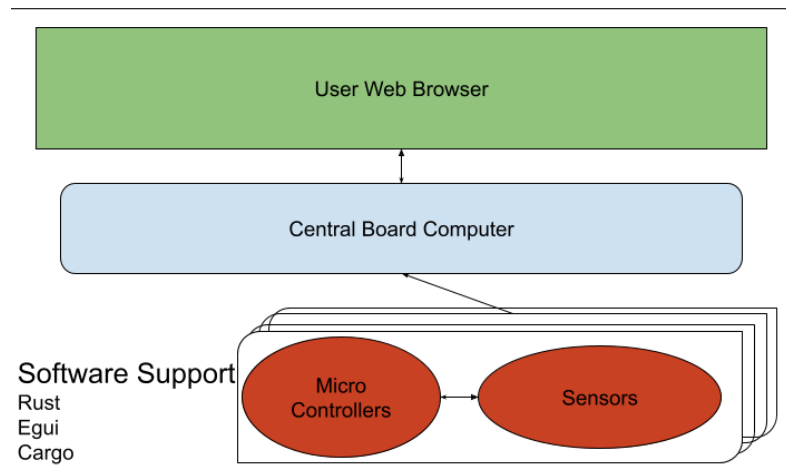 User Web Browser
Central Board Computer
Software Support
Rust
Egui
Cargo
Micro
Controllers
Sensors